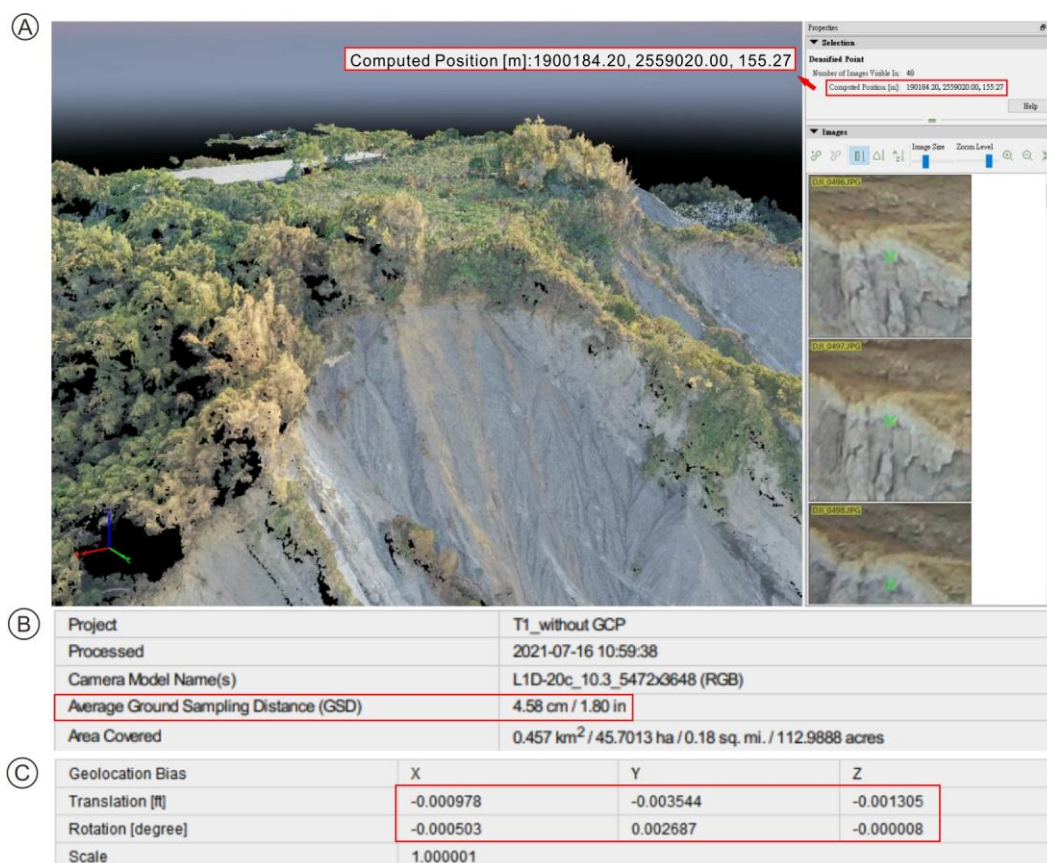 A
Computed Position [m]:1900184.20, 2559020.00, 155.27
Properties
Selection
Densified Point
Number of Images Visible In: 40
Computed Position [m]: 190184.20, 2559020.00, 155.27
Help
Images
Image Size Zoom Level
DJI_0496.JPG
DJI_0497.JPG
DJI_0498.JPG
B
Project T1_without GCP
Processed 2021-07-16 10:59:38
Camera Model Name(s) L1D-20c_10.3_5472x3648 (RGB)
Average Ground Sampling Distance (GSD) 4.58 cm / 1.80 in
Area Covered 0.457 km² / 45.7013 ha / 0.18 sq. mi. / 112.9888 acres
C
Geolocation Bias X Y Z
Translation [ft] -0.000978 -0.003544 -0.001305
Rotation [degree] -0.000503 0.002687 -0.000008
Scale 1.000001